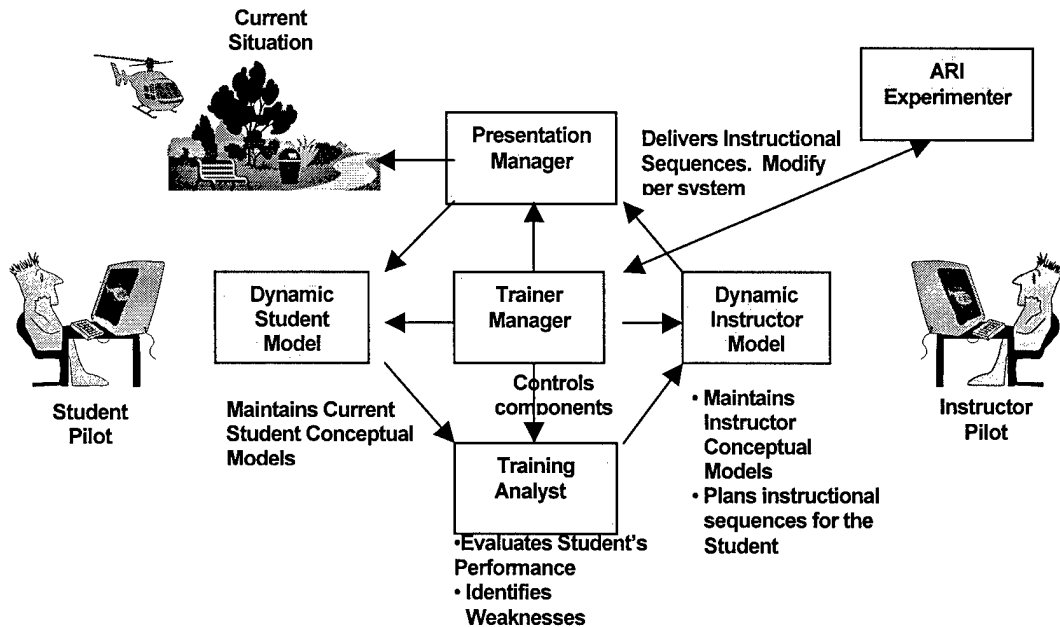 Current
Situation
ARI
Experimenter
Presentation
Manager
Delivers Instructional
Sequences. Modify
per system
Dynamic
Student
Model
Trainer
Manager
Dynamic
Instructor
Model
Student
Pilot
Maintains Current
Student Conceptual
Models
Controls
components
• Maintains
Instructor
Conceptual
Models
• Plans instructional
sequences for the
Student
Instructor
Pilot
Training
Analyst
•Evaluates Student's
Performance
• Identifies
Weaknesses